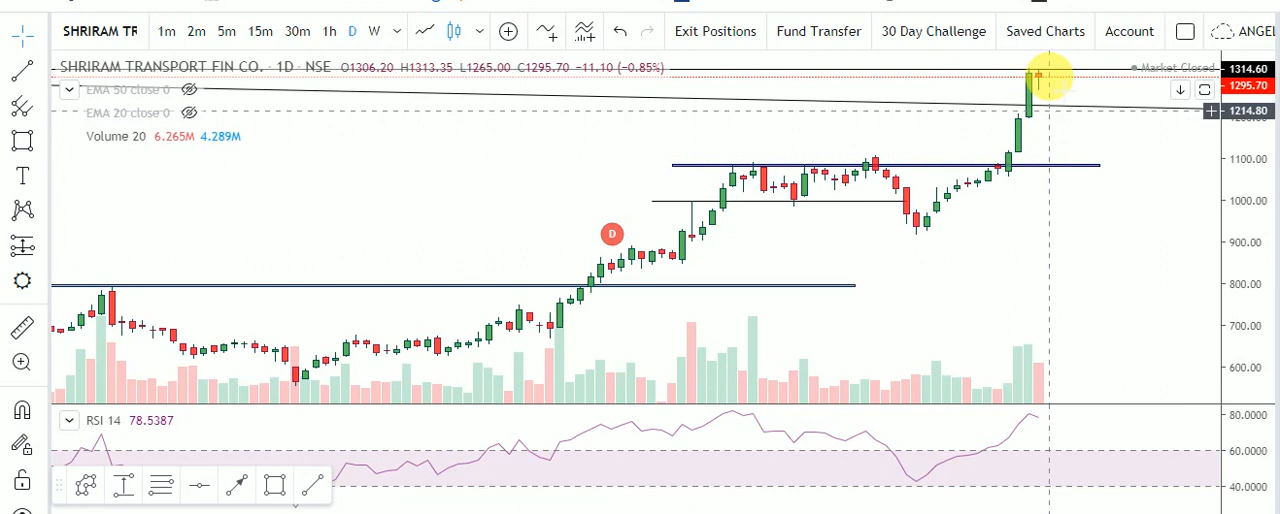 SHRIRAM TR 1m 2m 5m 15m 30m 1h D W Exit Positions Fund Transfer 30 Day Challenge Saved Charts Account ANGEL
SHRIRAM TRANSPORT FIN CO. · 1D · NSE O1306.20 H1313.35 L1265.00 C1295.70 −11.10 (−0.85%) Market Closed 1314.60
EMA 50 close 0 1295.70
EMA 20 close 0 1214.80
Volume 20 6.265M 4.289M
1100.00
1000.00
D
900.00
800.00
700.00
600.00
RSI 14 78.5387 80.0000
60.0000
40.0000